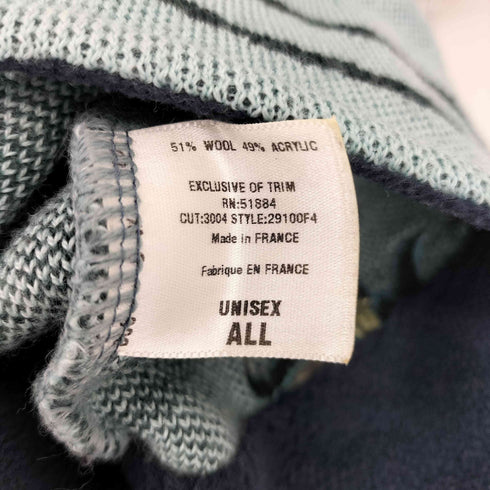 51% WOOL 49% ACRYLIC
EXCLUSIVE OF TRIM
RN:51884
CUT:3004 STYLE:29100F4
Made in FRANCE
Fabrique EN FRANCE
UNISEX
ALL